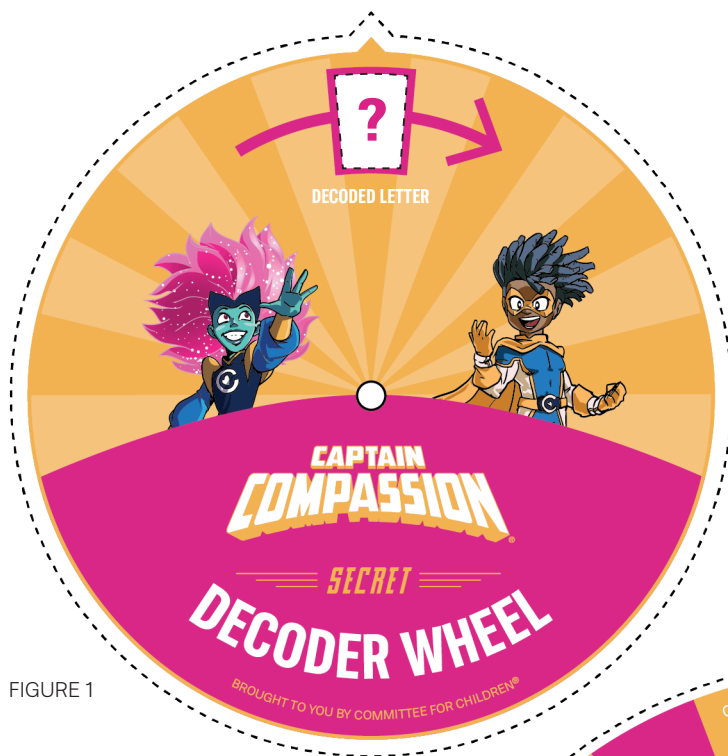 ?
DECODED LETTER
CAPTAIN
COMPASSION®
SECRET
DECODER WHEEL
BROUGHT TO YOU BY COMMITTEE FOR CHILDREN®
FIGURE 1